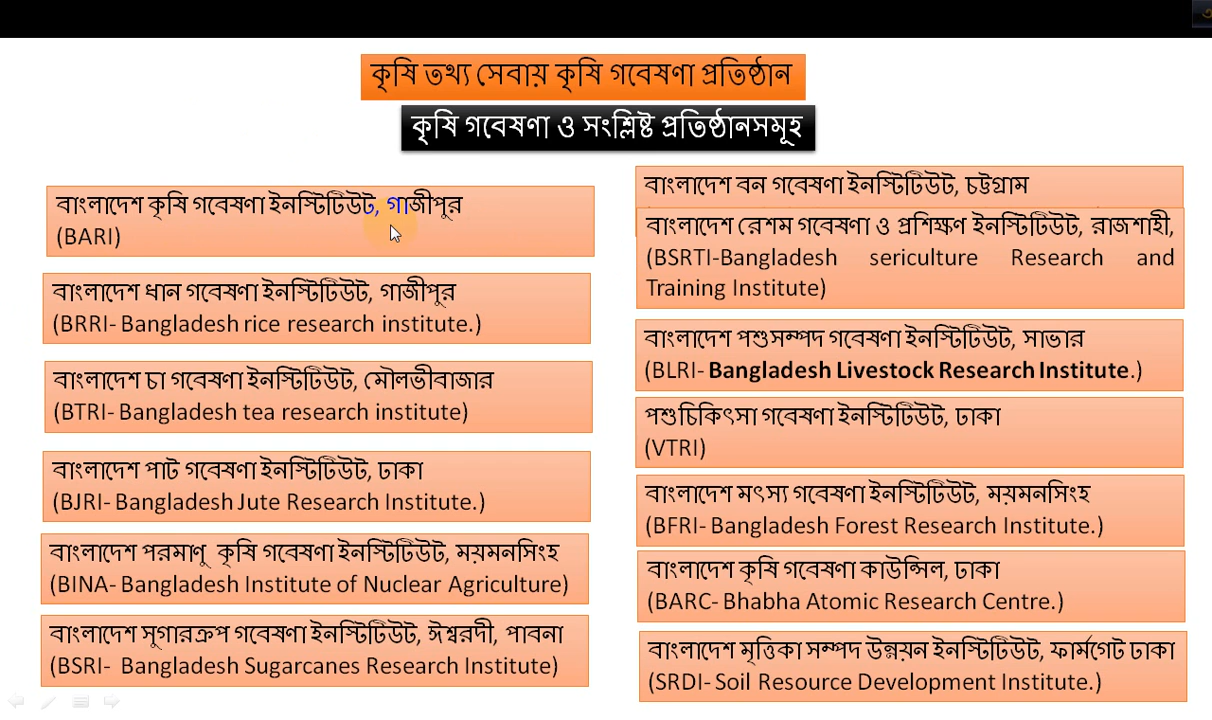 কৃষি তথ্য সেবায় কৃষি গবেষণা প্রতিষ্ঠান
কৃষি গবেষণা ও সংশ্লিষ্ট প্রতিষ্ঠানসমূহ
বাংলাদেশ কৃষি গবেষণা ইনস্টিটিউট, গাজীপুর
(BARI)
বাংলাদেশ ধান গবেষণা ইনস্টিটিউট, গাজীপুর
(BRRI- Bangladesh rice research institute.)
বাংলাদেশ চা গবেষণা ইনস্টিটিউট, মৌলভীবাজার
(BTRI- Bangladesh tea research institute)
বাংলাদেশ পাট গবেষণা ইনস্টিটিউট, ঢাকা
(BJRI- Bangladesh Jute Research Institute.)
বাংলাদেশ পরমাণু কৃষি গবেষণা ইনস্টিটিউট, ময়মনসিংহ
(BINA- Bangladesh Institute of Nuclear Agriculture)
বাংলাদেশ সুগারক্রপ গবেষণা ইনস্টিটিউট, ঈশ্বরদী, পাবনা
(BSRI- Bangladesh Sugarcanes Research Institute)
বাংলাদেশ বন গবেষণা ইনস্টিটিউট, চট্টগ্রাম
বাংলাদেশ রেশম গবেষণা ও প্রশিক্ষণ ইনস্টিটিউট, রাজশাহী,
(BSRTI-Bangladesh sericulture Research and
Training Institute)
বাংলাদেশ পশুসম্পদ গবেষণা ইনস্টিটিউট, সাভার
(BLRI- Bangladesh Livestock Research Institute.)
পশুচিকিৎসা গবেষণা ইনস্টিটিউট, ঢাকা
(VTRI)
বাংলাদেশ মৎস্য গবেষণা ইনস্টিটিউট, ময়মনসিংহ
(BFRI- Bangladesh Forest Research Institute.)
বাংলাদেশ কৃষি গবেষণা কাউন্সিল, ঢাকা
(BARC- Bhabha Atomic Research Centre.)
বাংলাদেশ মৃত্তিকা সম্পদ উন্নয়ন ইনস্টিটিউট, ফার্মগেট ঢাকা
(SRDI- Soil Resource Development Institute.)